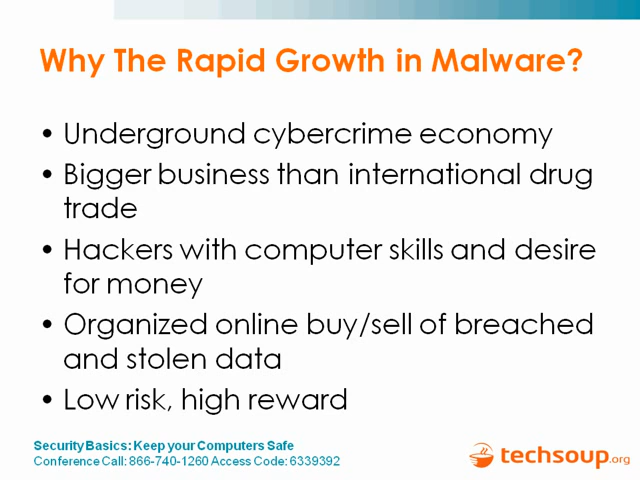 Why The Rapid Growth in Malware?
• Underground cybercrime economy
• Bigger business than international drug
trade
• Hackers with computer skills and desire
for money
• Organized online buy/sell of breached
and stolen data
• Low risk, high reward
Security Basics: Keep your Computers Safe
Conference Call: 866-740-1260 Access Code: 6339392
techsoup.org